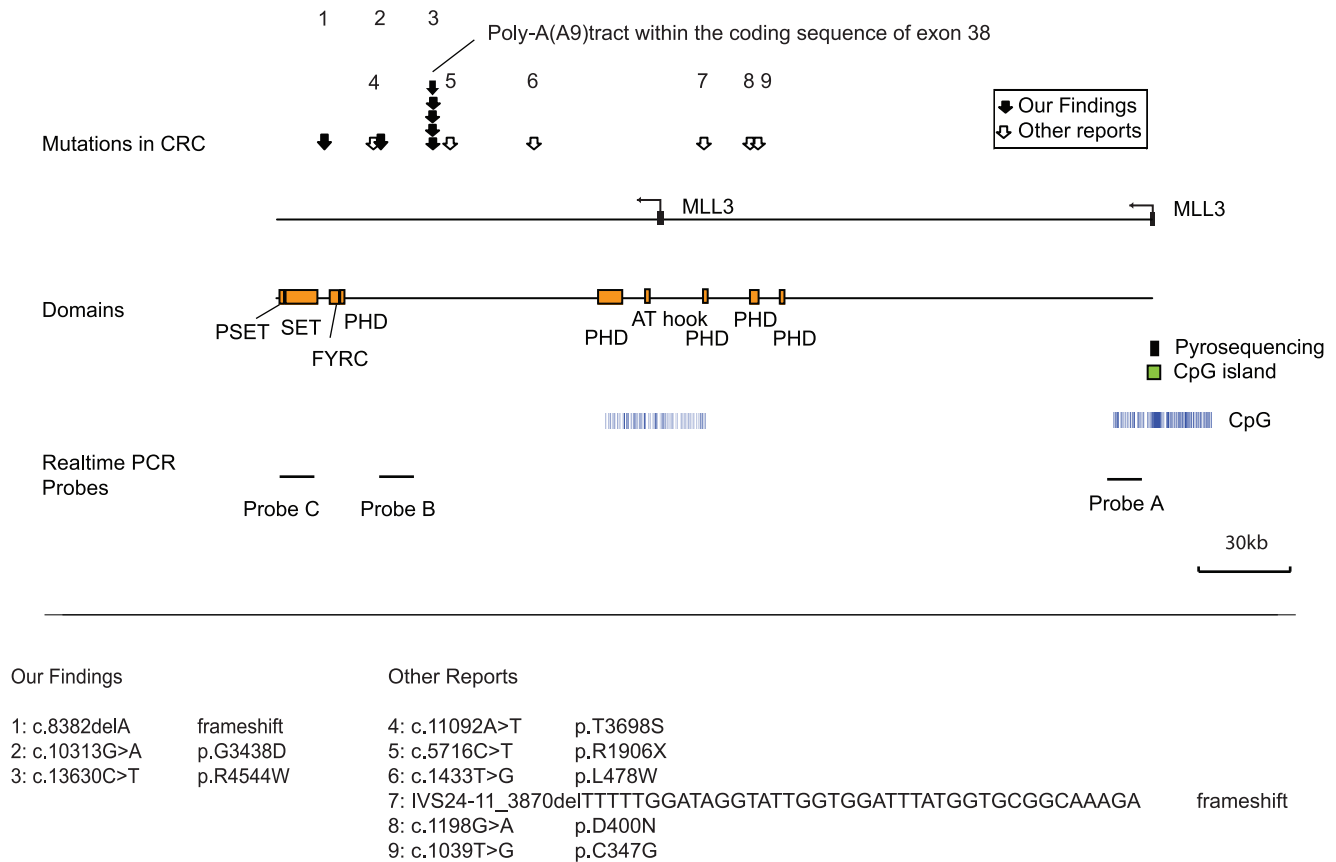 1 2 3
Poly-A(A9)tract within the coding sequence of exon 38
4 5 6 7 8 9
Our Findings
Other reports
Mutations in CRC
MLL3
MLL3
Domains
PSET SET FYRC PHD PHD AT hook PHD PHD PHD
Pyrosequencing
CpG island
CpG
Realtime PCR
Probes
Probe C Probe B Probe A
30kb
Our Findings
1: c.8382delA frameshift
2: c.10313G>A p.G3438D
3: c.13630C>T p.R4544W
Other Reports
4: c.11092A>T p.T3698S
5: c.5716C>T p.R1906X
6: c.1433T>G p.L478W
7: IVS24-11_3870delTTTTTGGATAGGTATTGGTGGATTTATGGTGCGGCAAAGA frameshift
8: c.1198G>A p.D400N
9: c.1039T>G p.C347G